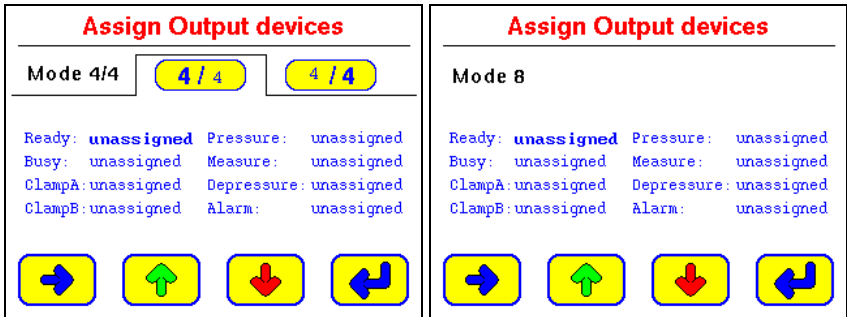 Assign Output devices
Mode 4/4 4 / 4 4 / 4
Ready: unassigned Pressure: unassigned
Busy: unassigned Measure: unassigned
ClampA: unassigned Depressure: unassigned
ClampB: unassigned Alarm: unassigned
Assign Output devices
Mode 8
Ready: unassigned Pressure: unassigned
Busy: unassigned Measure: unassigned
ClampA: unassigned Depressure: unassigned
ClampB: unassigned Alarm: unassigned